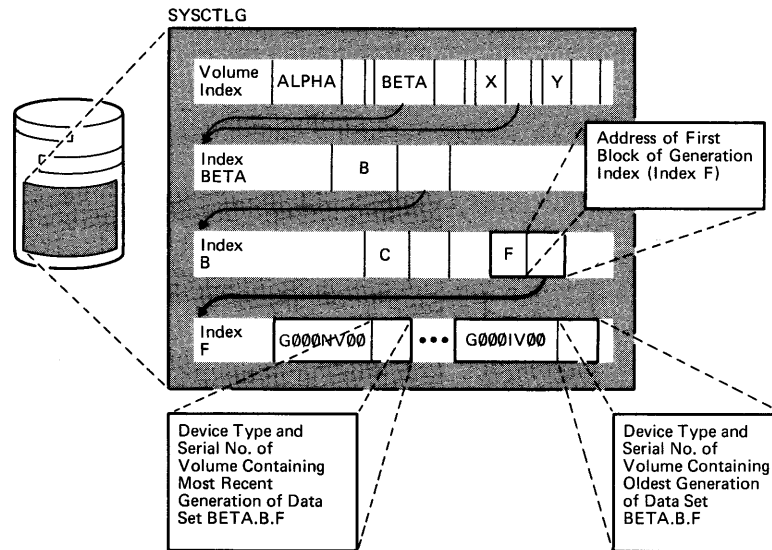 SYSCTLG
Volume Index ALPHA BETA X Y
Address of First
Block of Generation
Index (Index F)
Index BETA B
Index B C F
Index F G000NV00 ••• G000IV00
Device Type and
Serial No. of
Volume Containing
Most Recent
Generation of Data
Set BETA.B.F
Device Type and
Serial No. of
Volume Containing
Oldest Generation
of Data Set
BETA.B.F